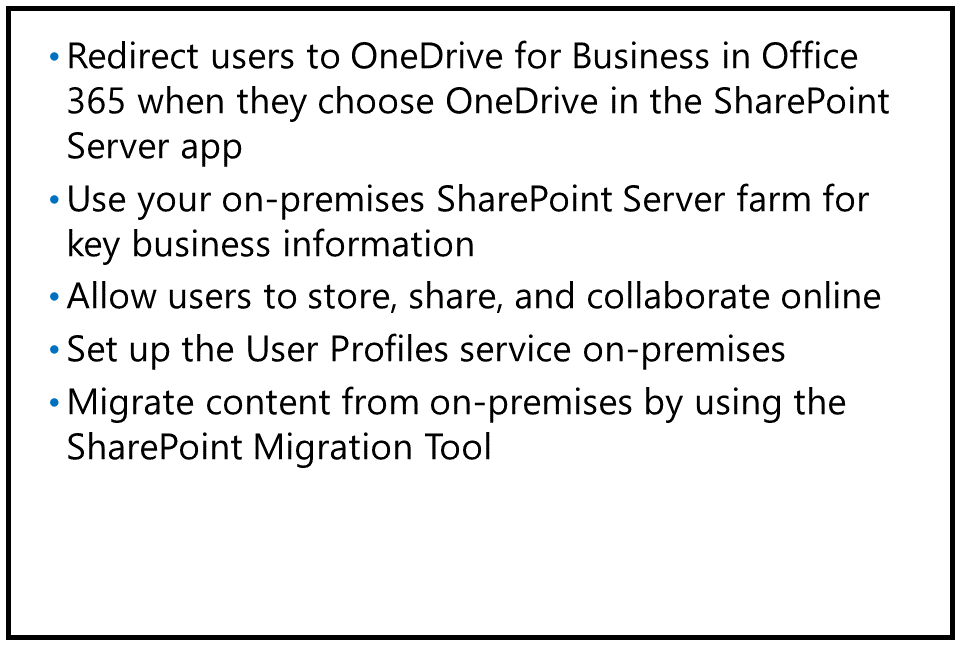 • Redirect users to OneDrive for Business in Office
365 when they choose OneDrive in the SharePoint
Server app
• Use your on-premises SharePoint Server farm for
key business information
• Allow users to store, share, and collaborate online
• Set up the User Profiles service on-premises
• Migrate content from on-premises by using the
SharePoint Migration Tool